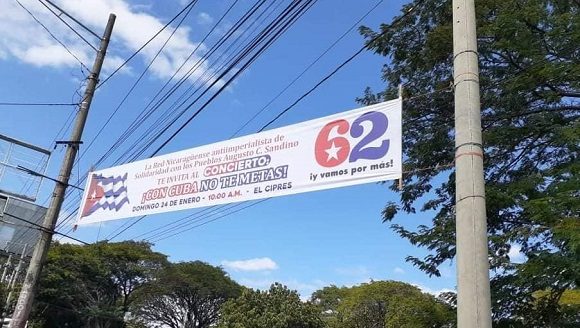 La Red Nicaragüense antiimperialista de
Solidaridad con los Pueblos Augusto C. Sandino
TE INVITA AL CONCIERTO,
¡CON CUBA NO TE METAS!
DOMINGO 24 DE ENERO - 10:00 A.M. - EL CIPRES
62
¡y vamos por más!